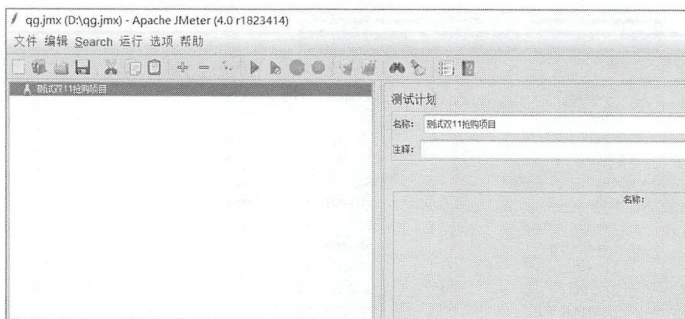 qg.jmx (D:\qg.jmx) - Apache JMeter (4.0 r1823414)
文件 编辑 Search 运行 选项 帮助
测试双11抢购项目
测试计划
名称: 测试双11抢购项目
注释:
名称: